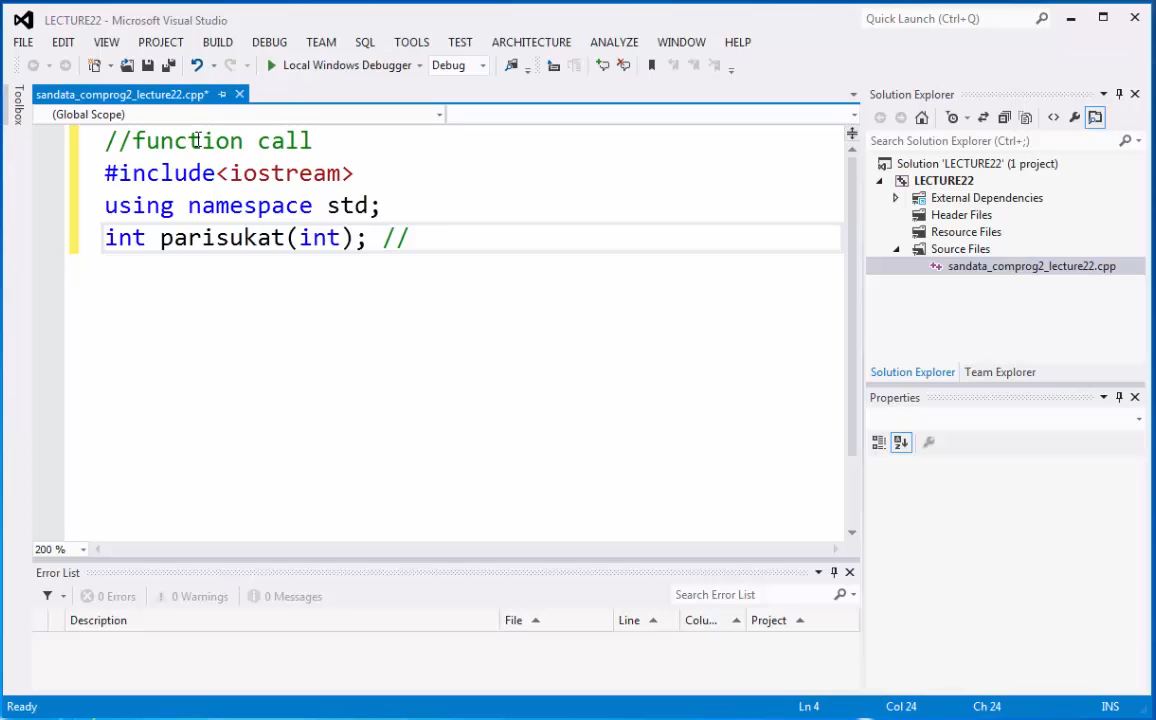 LECTURE22 - Microsoft Visual Studio
Quick Launch (Ctrl+Q)
FILE EDIT VIEW PROJECT BUILD DEBUG TEAM SQL TOOLS TEST ARCHITECTURE ANALYZE WINDOW HELP
Local Windows Debugger Debug
Toolbox
sandata_comprog2_lecture22.cpp*
(Global Scope)
//function call
#include<iostream>
using namespace std;
int parisukat(int); //
200 %
Error List
0 Errors 0 Warnings 0 Messages
Search Error List
Description File Line Colu... Project
Solution Explorer
Search Solution Explorer (Ctrl+;)
Solution 'LECTURE22' (1 project)
LECTURE22
External Dependencies
Header Files
Resource Files
Source Files
sandata_comprog2_lecture22.cpp
Solution Explorer Team Explorer
Properties
Ready Ln 4 Col 24 Ch 24 INS